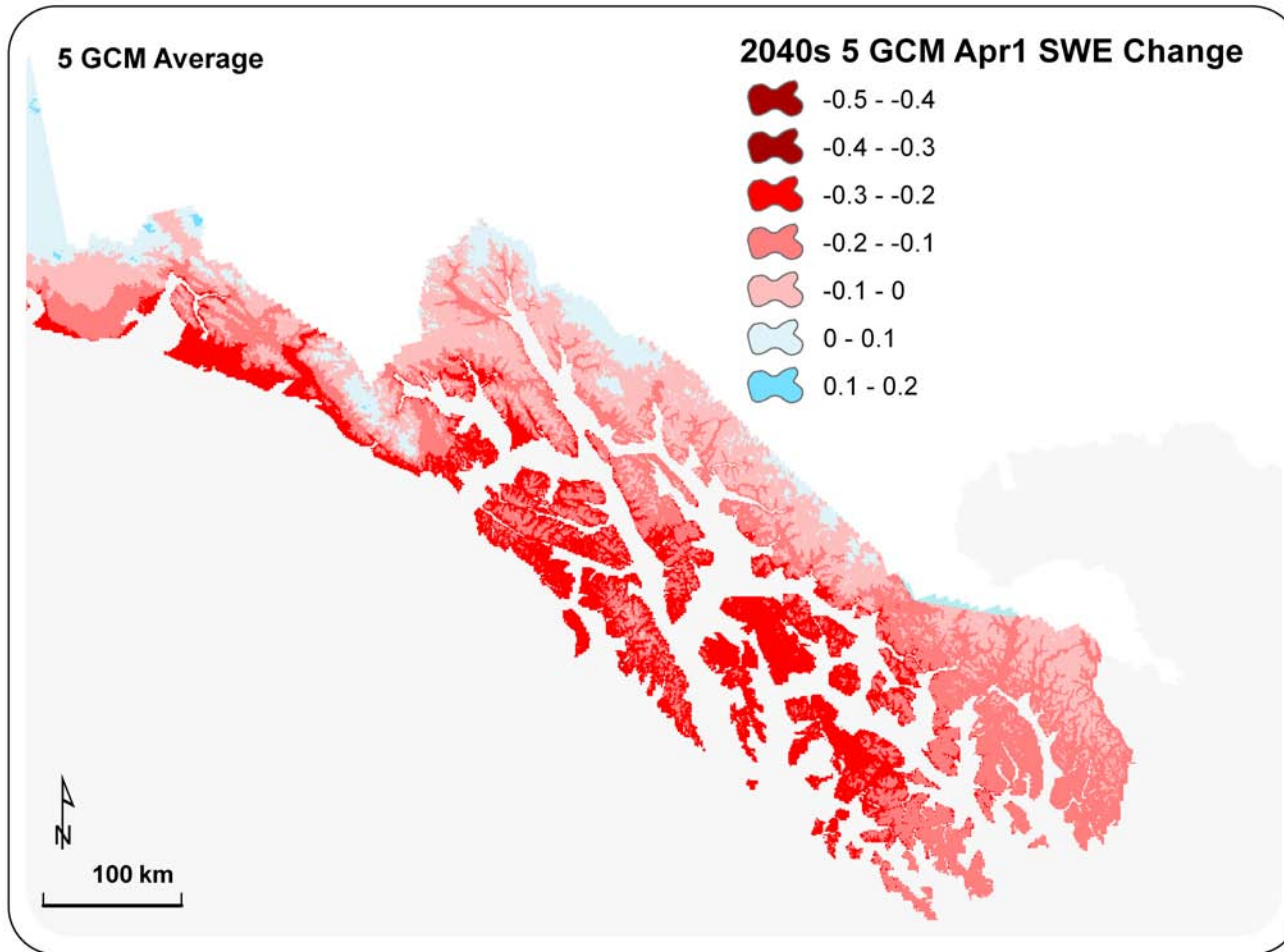 5 GCM Average
2040s 5 GCM Apr1 SWE Change
-0.5 - -0.4
-0.4 - -0.3
-0.3 - -0.2
-0.2 - -0.1
-0.1 - 0
0 - 0.1
0.1 - 0.2
N
100 km